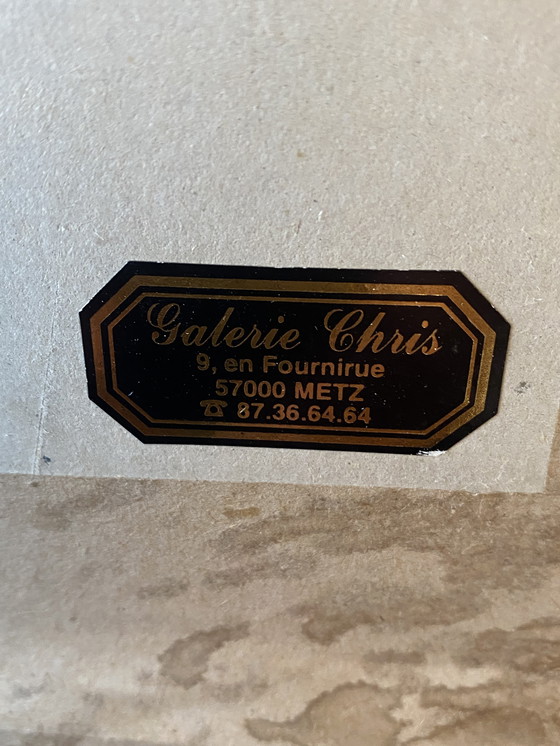 Galerie Chris
9, en Fournirue
57000 METZ
☎ 87.36.64.64